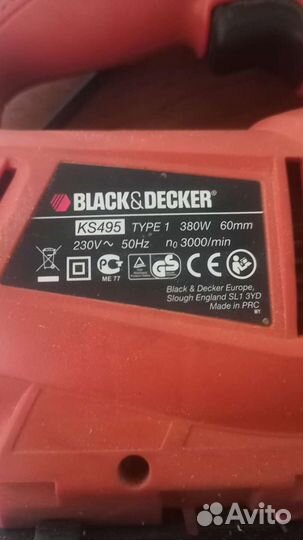 BLACK&DECKER
KS495 TYPE 1 380W 60mm
230V~ 50Hz n0 3000/min
ME 77
Black & Decker Europe,
Slough England SL1 3YD
Made in PRC
Avito